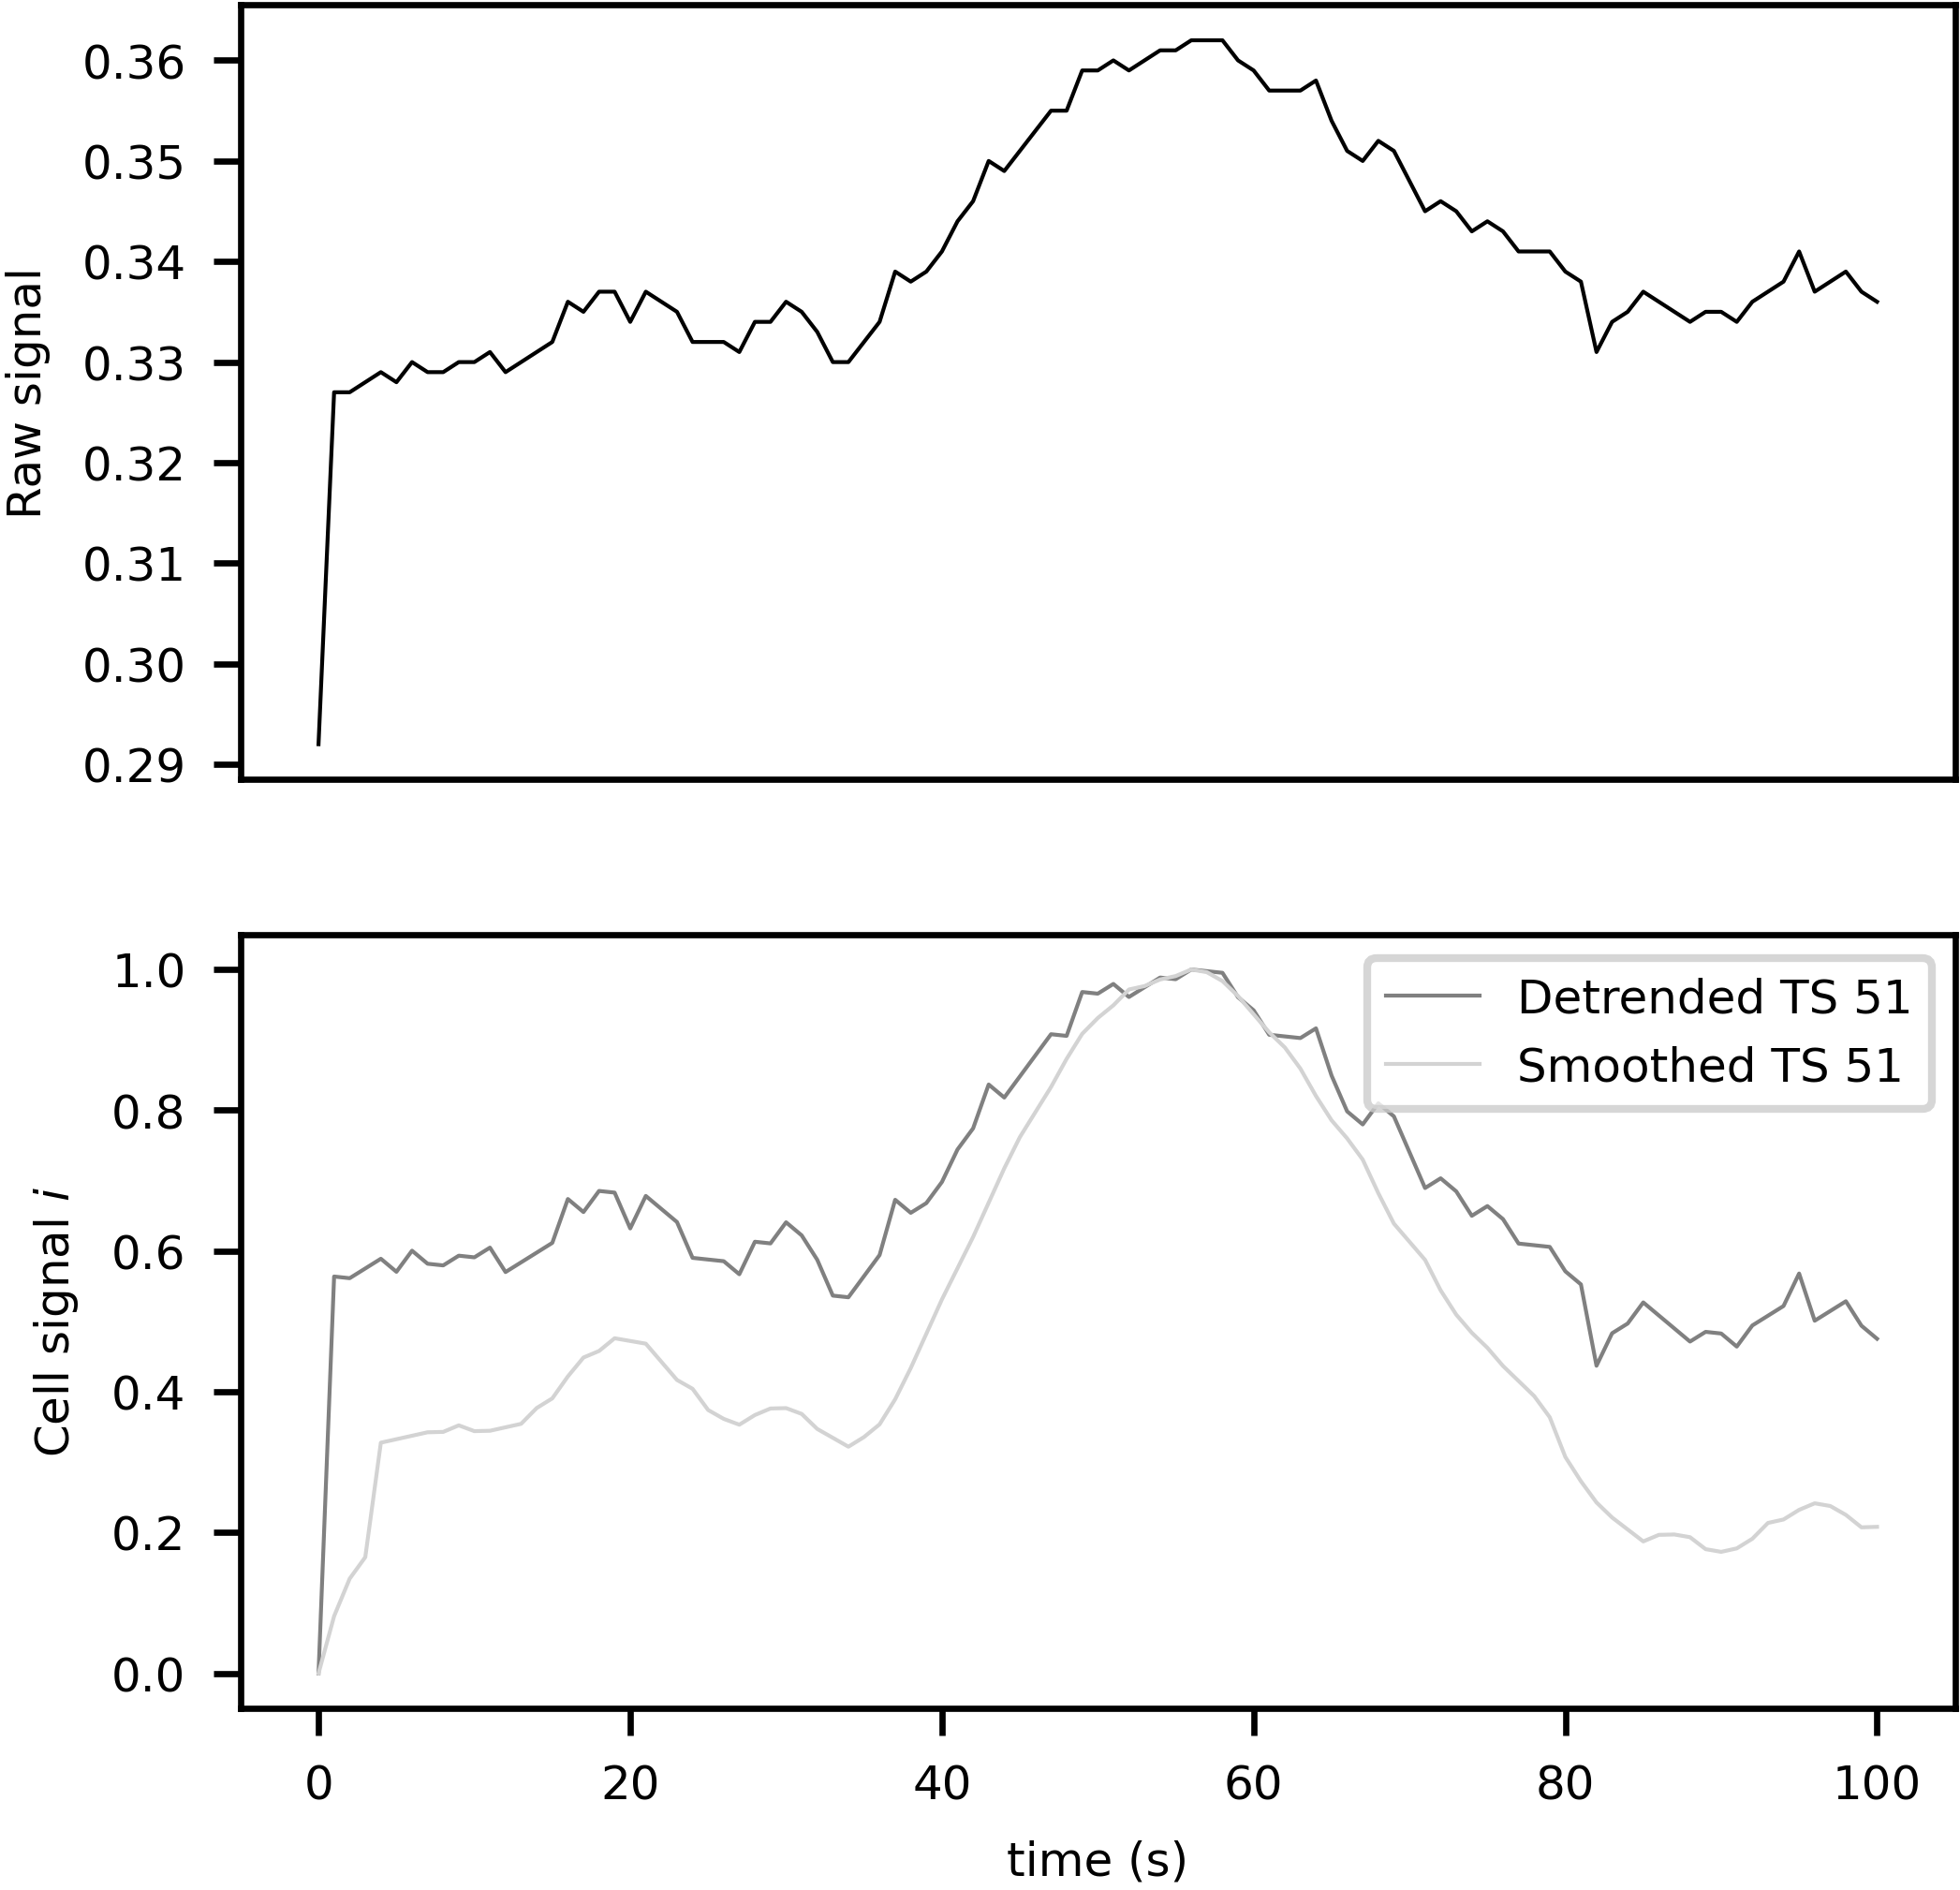 0.36
0.35
0.34
0.33
0.32
0.31
0.30
0.29
Raw signal
1.0
0.8
0.6
0.4
0.2
0.0
Cell signal i
Detrended TS 51
Smoothed TS 51
0 20 40 60 80 100
time (s)